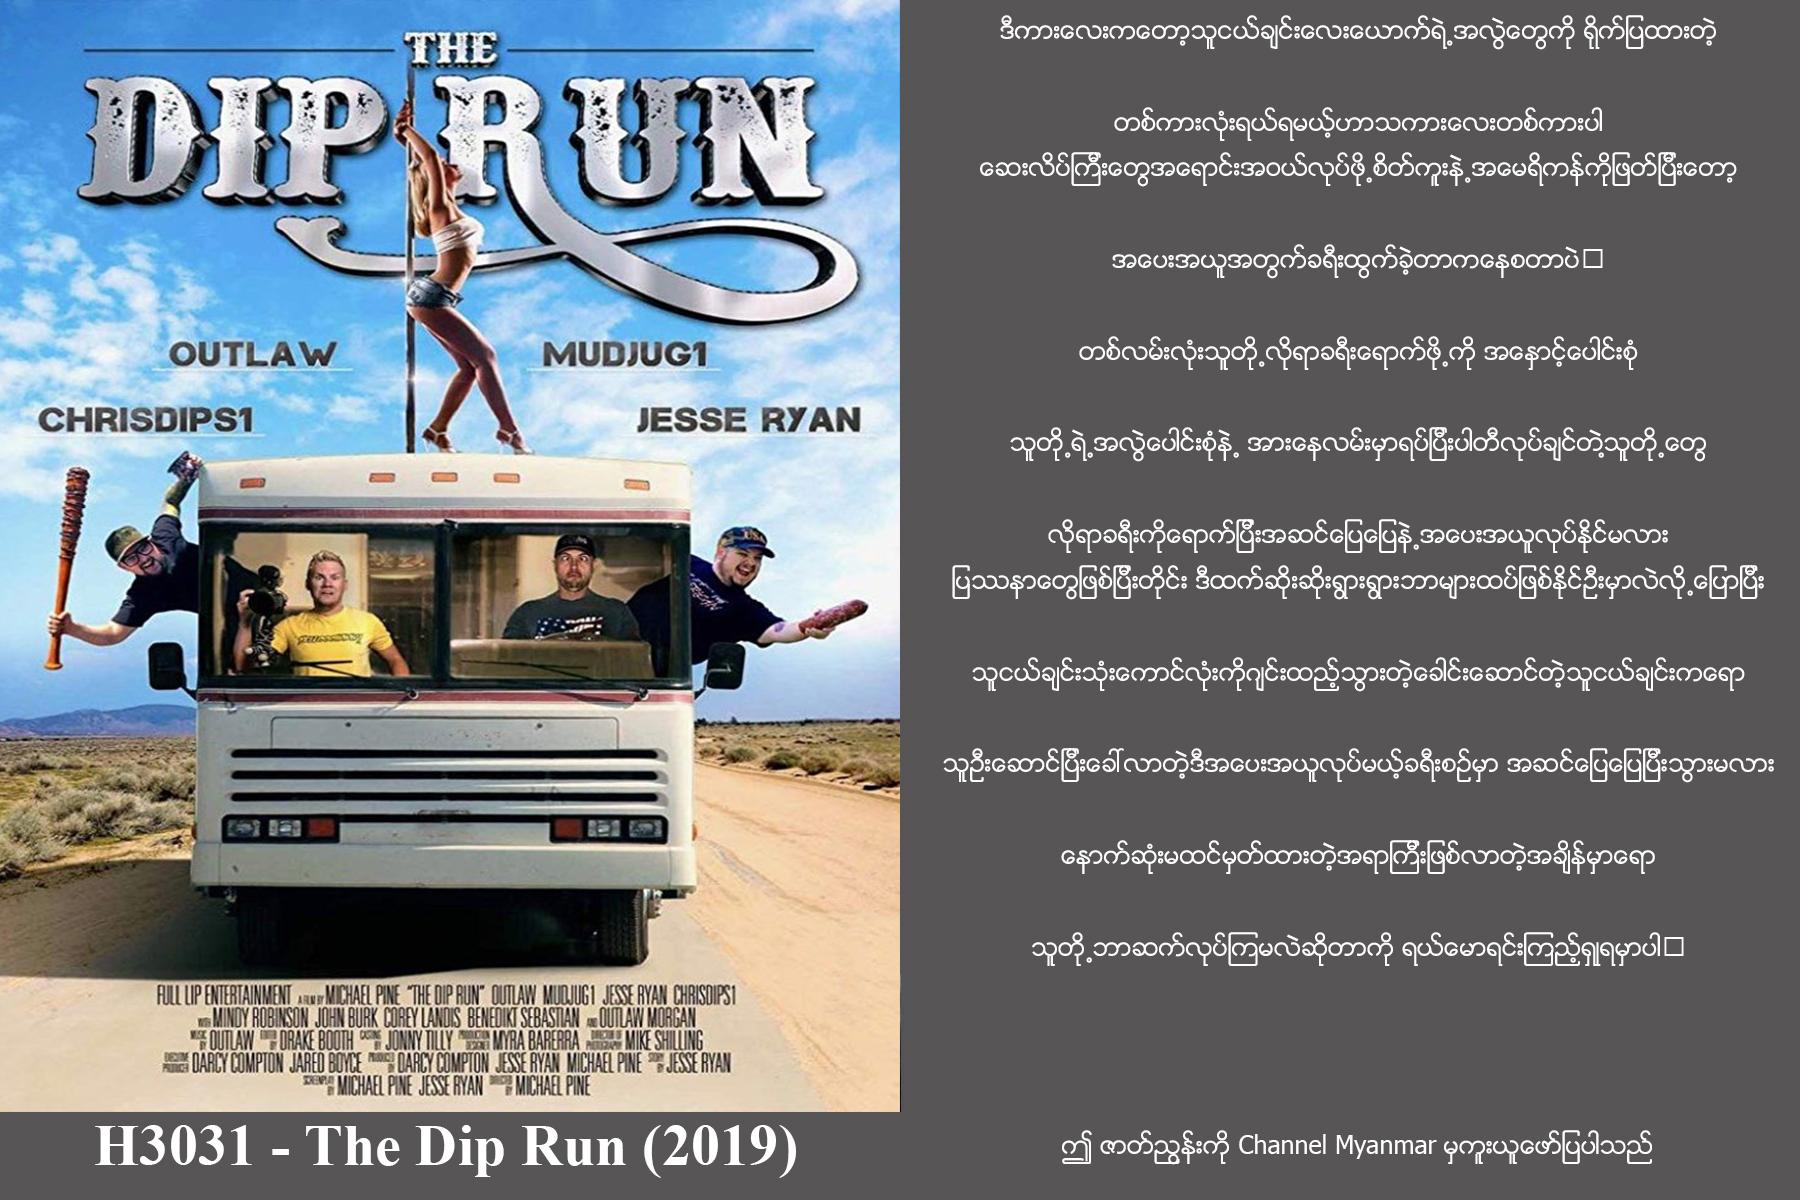 THE
DIP RUN
OUTLAW
MUDJUG1
CHRISDIPS1
JESSE RYAN
FULL LIP ENTERTAINMENT A FILM BY MICHAEL PINE "THE DIP RUN" OUTLAW MUDJUG1 JESSE RYAN CHRISDIPS1
WITH MINDY ROBINSON JOHN BURK COREY LANDIS BENEDIKT SEBASTIAN AND OUTLAW MORGAN
MUSIC BY OUTLAW EDITED BY DRAKE BOOTH CASTING BY JONNY TILLY PRODUCTION DESIGNER MYRA BARERRA DIRECTOR OF PHOTOGRAPHY MIKE SHILLING
EXECUTIVE PRODUCER DARCY COMPTON JARED BOYCE PRODUCED BY DARCY COMPTON JESSE RYAN MICHAEL PINE STORY BY JESSE RYAN
SCREENPLAY BY MICHAEL PINE JESSE RYAN DIRECTED BY MICHAEL PINE
H3031 - The Dip Run (2019)
ဒီကားလေးကတော့သူငယ်ချင်းလေးယောက်ရဲ့အလွဲတွေကို ရိုက်ပြထားတဲ့
တစ်ကားလုံးရယ်ရမယ့်ဟာသကားလေးတစ်ကားပါ
ဆေးလိပ်ကြီးတွေအရောင်းအဝယ်လုပ်ဖို့စိတ်ကူးနဲ့အမေရိကန်ကိုဖြတ်ပြီးတော့
အပေးအယူအတွက်ခရီးထွက်ခဲ့တာကနေစတာပဲ□
တစ်လမ်းလုံးသူတို့လိုရာခရီးရောက်ဖို့ကို အနှောင့်ပေါင်းစုံ
သူတို့ရဲ့အလွဲပေါင်းစုံနဲ့ အားနေလမ်းမှာရပ်ပြီးပါတီလုပ်ချင်တဲ့သူတို့တွေ
လိုရာခရီးကိုရောက်ပြီးအဆင်ပြေပြေနဲ့အပေးအယူလုပ်နိုင်မလား
ပြဿနာတွေဖြစ်ပြီးတိုင်း ဒီထက်ဆိုးဆိုးရွားရွားဘာများထပ်ဖြစ်နိုင်ဦးမှာလဲလို့ပြောပြီး
သူငယ်ချင်းသုံးကောင်လုံးကိုဂျင်းထည့်သွားတဲ့ခေါင်းဆောင်တဲ့သူငယ်ချင်းကရော
သူဦးဆောင်ပြီးခေါ်လာတဲ့ဒီအပေးအယူလုပ်မယ့်ခရီးစဉ်မှာ အဆင်ပြေပြေပြီးသွားမလား
နောက်ဆုံးမထင်မှတ်ထားတဲ့အရာကြီးဖြစ်လာတဲ့အချိန်မှာရော
သူတို့ဘာဆက်လုပ်ကြမလဲဆိုတာကို ရယ်မောရင်းကြည့်ရှုရမှာပါ□
ဤ ဇာတ်ညွှန်းကို Channel Myanmar မှကူးယူဖော်ပြပါသည်